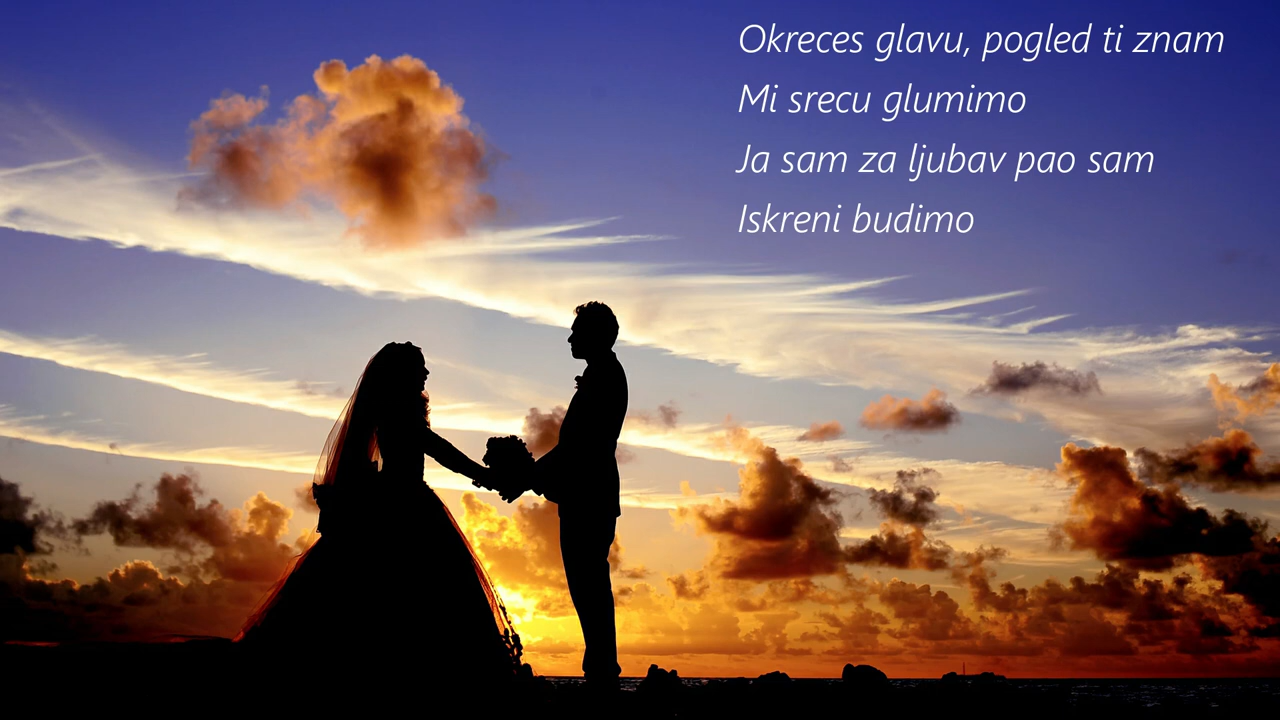 Okreces glavu, pogled ti znam
Mi srecu glumimo
Ja sam za ljubav pao sam
Iskreni budimo